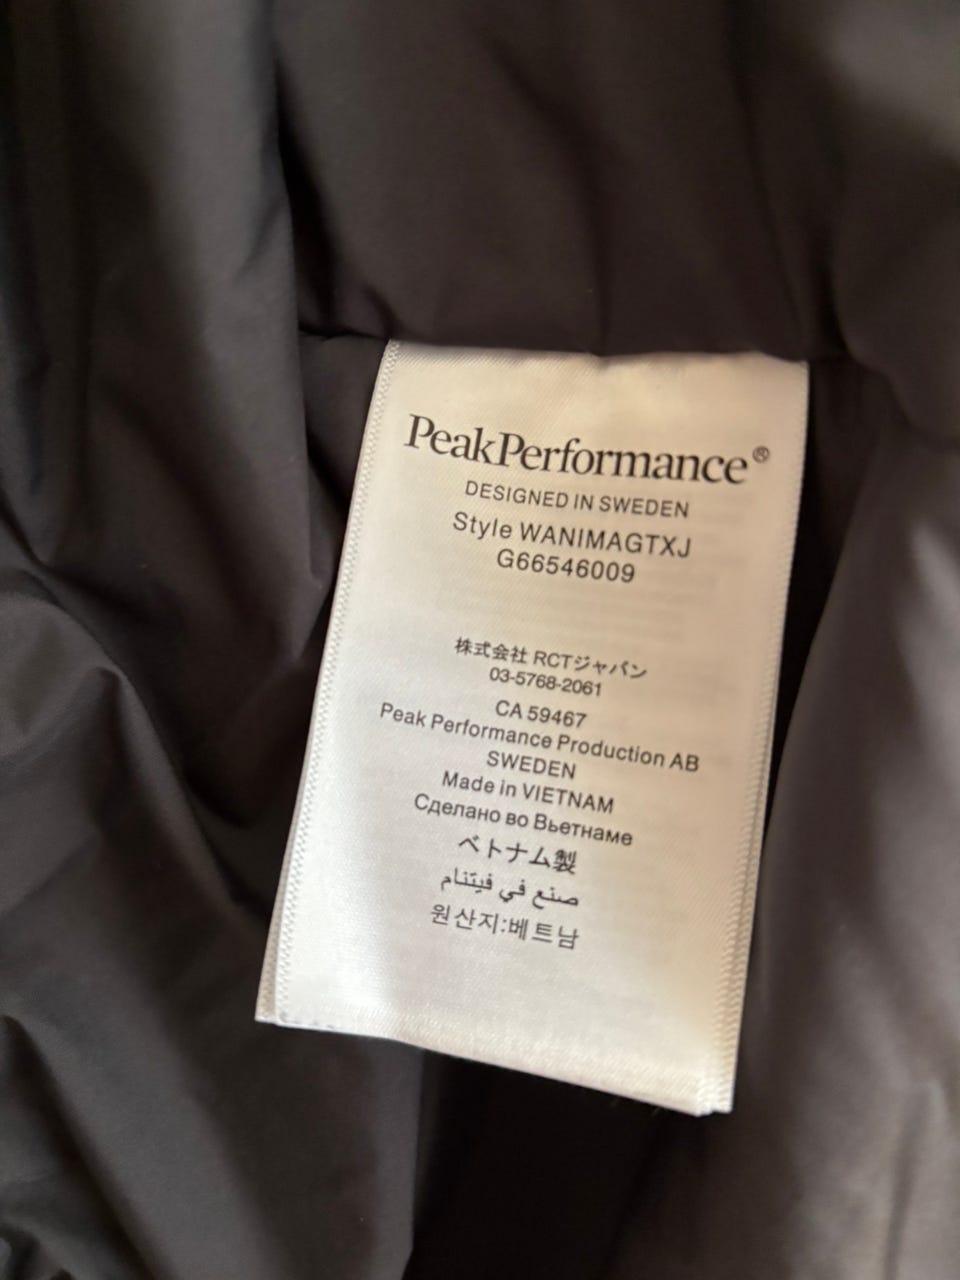 PeakPerformance®
DESIGNED IN SWEDEN
Style WANIMAGTXJ
G66546009
株式会社 RCTジャパン
03-5768-2061
CA 59467
Peak Performance Production AB
SWEDEN
Made in VIETNAM
Сделано во Вьетнаме
ベトナム製
صنع في فيتنام
원산지:베트남